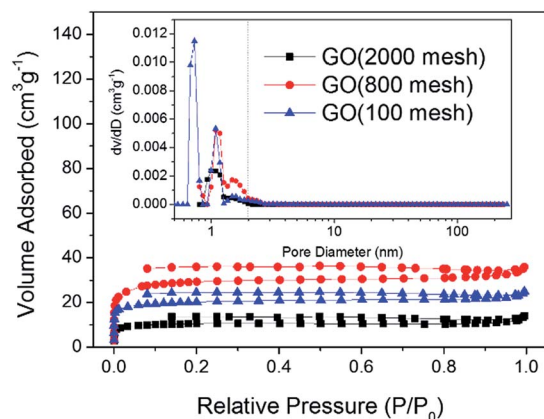 GO(2000 mesh)
GO(800 mesh)
GO(100 mesh)
dv/dD (cm³g⁻¹)
0.012
0.010
0.008
0.006
0.004
0.002
0.000
1
10
100
Pore Diameter (nm)
Volume Adsorbed (cm³g⁻¹)
140
120
100
80
60
40
20
0
0.0 0.2 0.4 0.6 0.8 1.0
Relative Pressure (P/P₀)